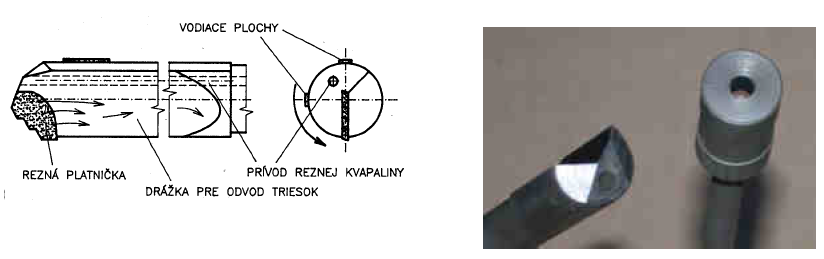 VODIACE PLOCHY
PRÍVOD REZNEJ KVAPALINY
REZNÁ PLATNIČKA
DRÁŽKA PRE ODVOD TRIESOK